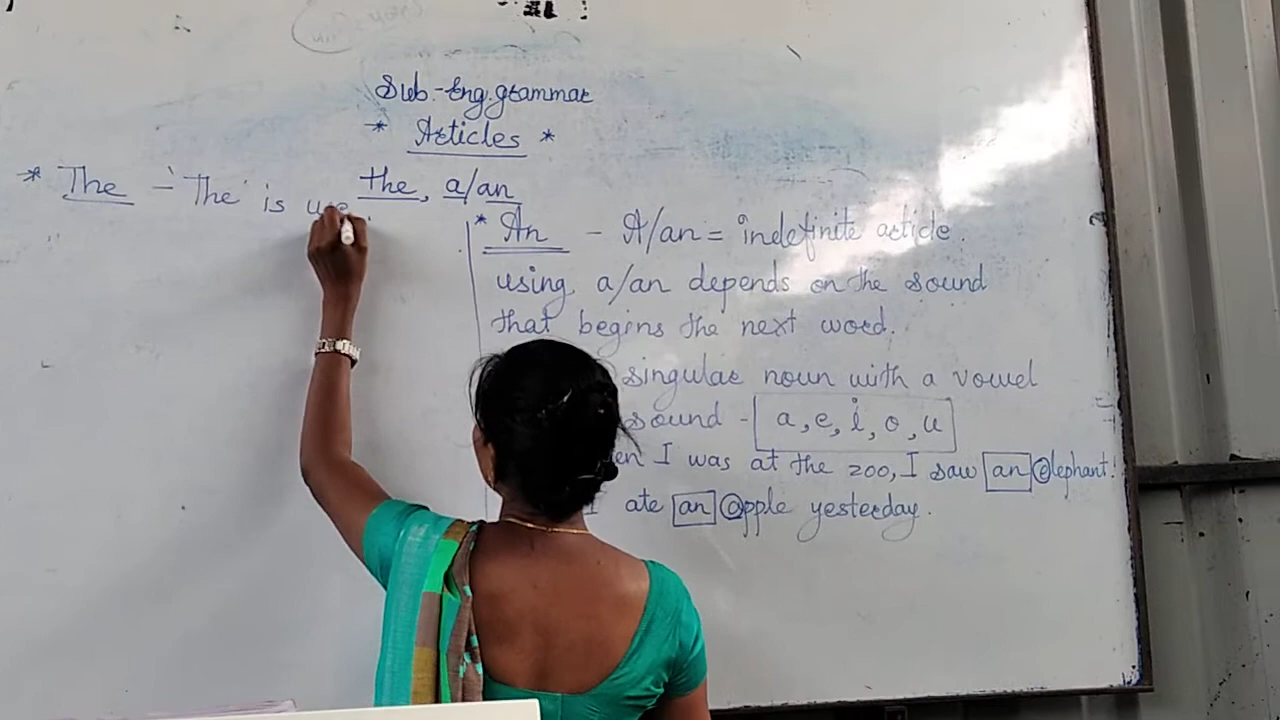 Sub.-Eng.grammar
* Articles *
the, a/an
* The - 'The' is use
* An - A/an = indefinite article.
using a/an depends on the sound
that begins the next word.
singular noun with a vowel
sound - a, e, i, o, u
en I was at the zoo, I saw an elephant!
I ate an apple yesterday.